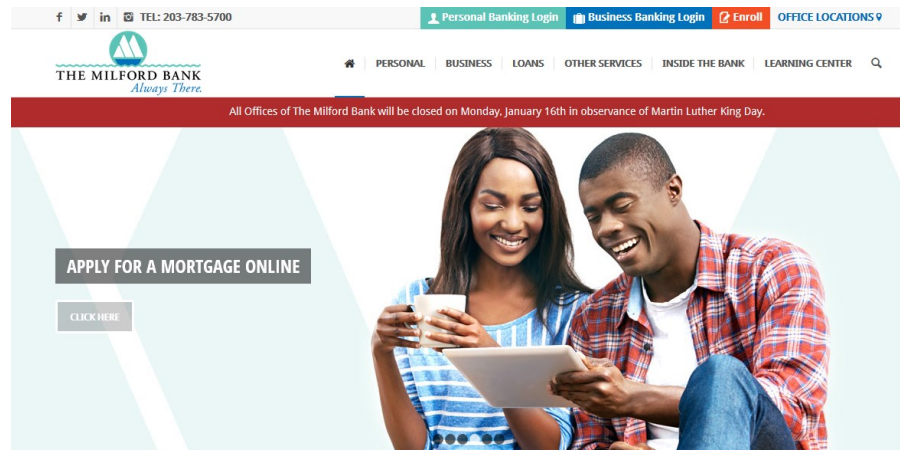 TEL: 203-783-5700
Personal Banking Login
Business Banking Login
Enroll
OFFICE LOCATIONS
THE MILFORD BANK
Always There.
PERSONAL
BUSINESS
LOANS
OTHER SERVICES
INSIDE THE BANK
LEARNING CENTER
All Offices of The Milford Bank will be closed on Monday, January 16th in observance of Martin Luther King Day.
APPLY FOR A MORTGAGE ONLINE
CLICK HERE